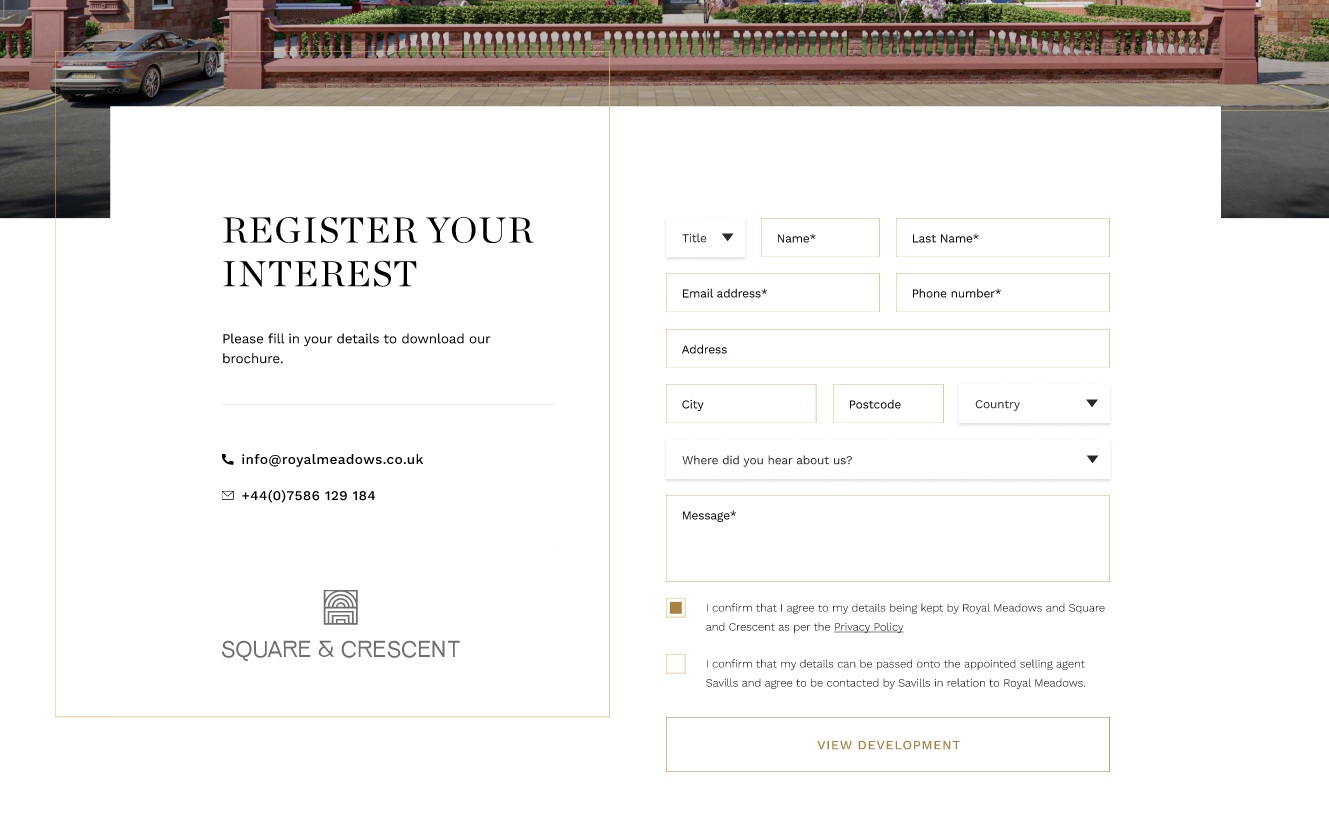 REGISTER YOUR
INTEREST
Please fill in your details to download our
brochure.
info@royalmeadows.co.uk
+44(0)7586 129 184
SQUARE & CRESCENT
Title
Name*
Last Name*
Email address*
Phone number*
Address
City
Postcode
Country
Where did you hear about us?
Message*
I confirm that I agree to my details being kept by Royal Meadows and Square
and Crescent as per the Privacy Policy
I confirm that my details can be passed onto the appointed selling agent
Savills and agree to be contacted by Savills in relation to Royal Meadows.
VIEW DEVELOPMENT